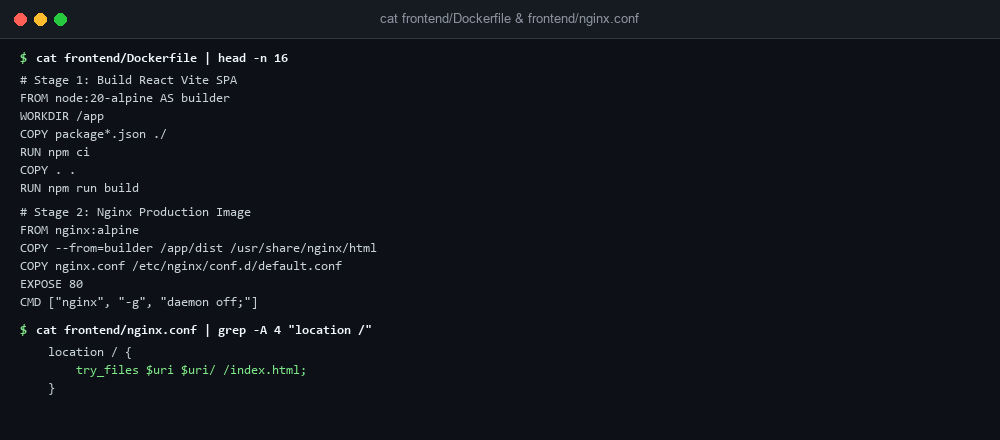 cat frontend/Dockerfile & frontend/nginx.conf
$ cat frontend/Dockerfile | head -n 16
# Stage 1: Build React Vite SPA
FROM node:20-alpine AS builder
WORKDIR /app
COPY package*.json ./
RUN npm ci
COPY . .
RUN npm run build
# Stage 2: Nginx Production Image
FROM nginx:alpine
COPY --from=builder /app/dist /usr/share/nginx/html
COPY nginx.conf /etc/nginx/conf.d/default.conf
EXPOSE 80
CMD ["nginx", "-g", "daemon off;"]
$ cat frontend/nginx.conf | grep -A 4 "location /"
    location / {
        try_files $uri $uri/ /index.html;
    }